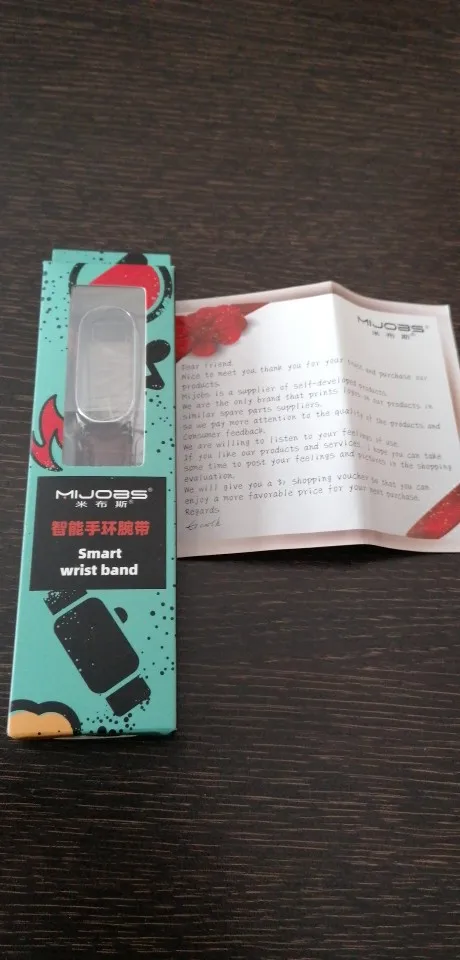 MIJOBS®
米布斯
智能手环腕带
Smart
wrist band
MIJOBS®
米布斯
Dear friend.
Nice to meet you thank you for your trust and purchase our
products.
Mijobs is a supplier of self-developed products.
We are the only brand that prints logos on our products in
similar spare parts suppliers.
so we pay more attention to the quality of the products and
Consumer feedback.
We are willing to listen to your feelings of use.
If you like our products and services, I hope you can take
some time to post your feelings and pictures in the shopping
evaluation.
We will give you a $1 shopping voucher so that you can
enjoy a more favorable price for your next purchase.
Regards